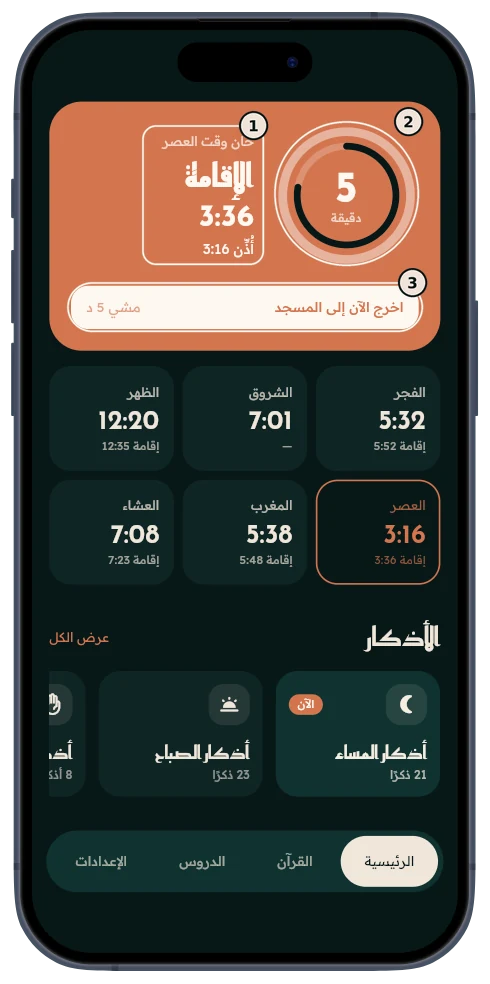 1
2
حان وقت العصر
الإقامة
3:36
أُذّن 3:16
5
دقيقة
3
اخرج الآن إلى المسجد
مشي 5 د
الفجر
5:32
إقامة 5:52
الشروق
7:01
—
الظهر
12:20
إقامة 12:35
العصر
3:16
إقامة 3:36
المغرب
5:38
إقامة 5:48
العشاء
7:08
إقامة 7:23
الأذكار
عرض الكل
الآن
أذكار المساء
21 ذكرًا
أذكار الصباح
23 ذكرًا
الرئيسية
القرآن
الدروس
الإعدادات